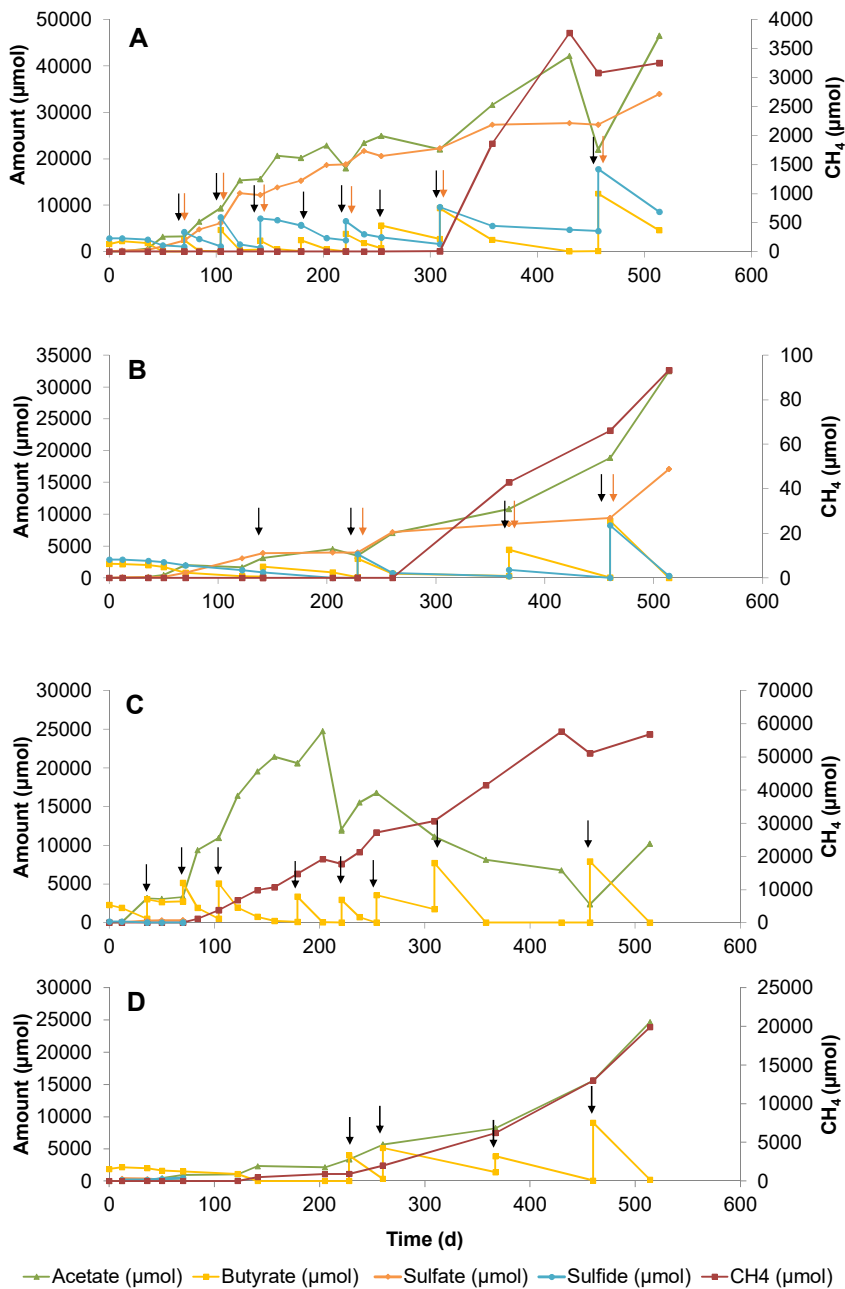 A
Amount (µmol)
CH₄ (µmol)
50000 45000 40000 35000 30000 25000 20000 15000 10000 5000 0
4000 3500 3000 2500 2000 1500 1000 500 0
0 100 200 300 400 500 600
B
Amount (µmol)
CH₄ (µmol)
35000 30000 25000 20000 15000 10000 5000 0
100 80 60 40 20 0
0 100 200 300 400 500 600
C
Amount (µmol)
CH₄ (µmol)
30000 25000 20000 15000 10000 5000 0
70000 60000 50000 40000 30000 20000 10000 0
0 100 200 300 400 500 600
D
Amount (µmol)
CH₄ (µmol)
30000 25000 20000 15000 10000 5000 0
25000 20000 15000 10000 5000 0
0 100 200 300 400 500 600
Time (d)
Acetate (µmol) Butyrate (µmol) Sulfate (µmol) Sulfide (µmol) CH4 (µmol)